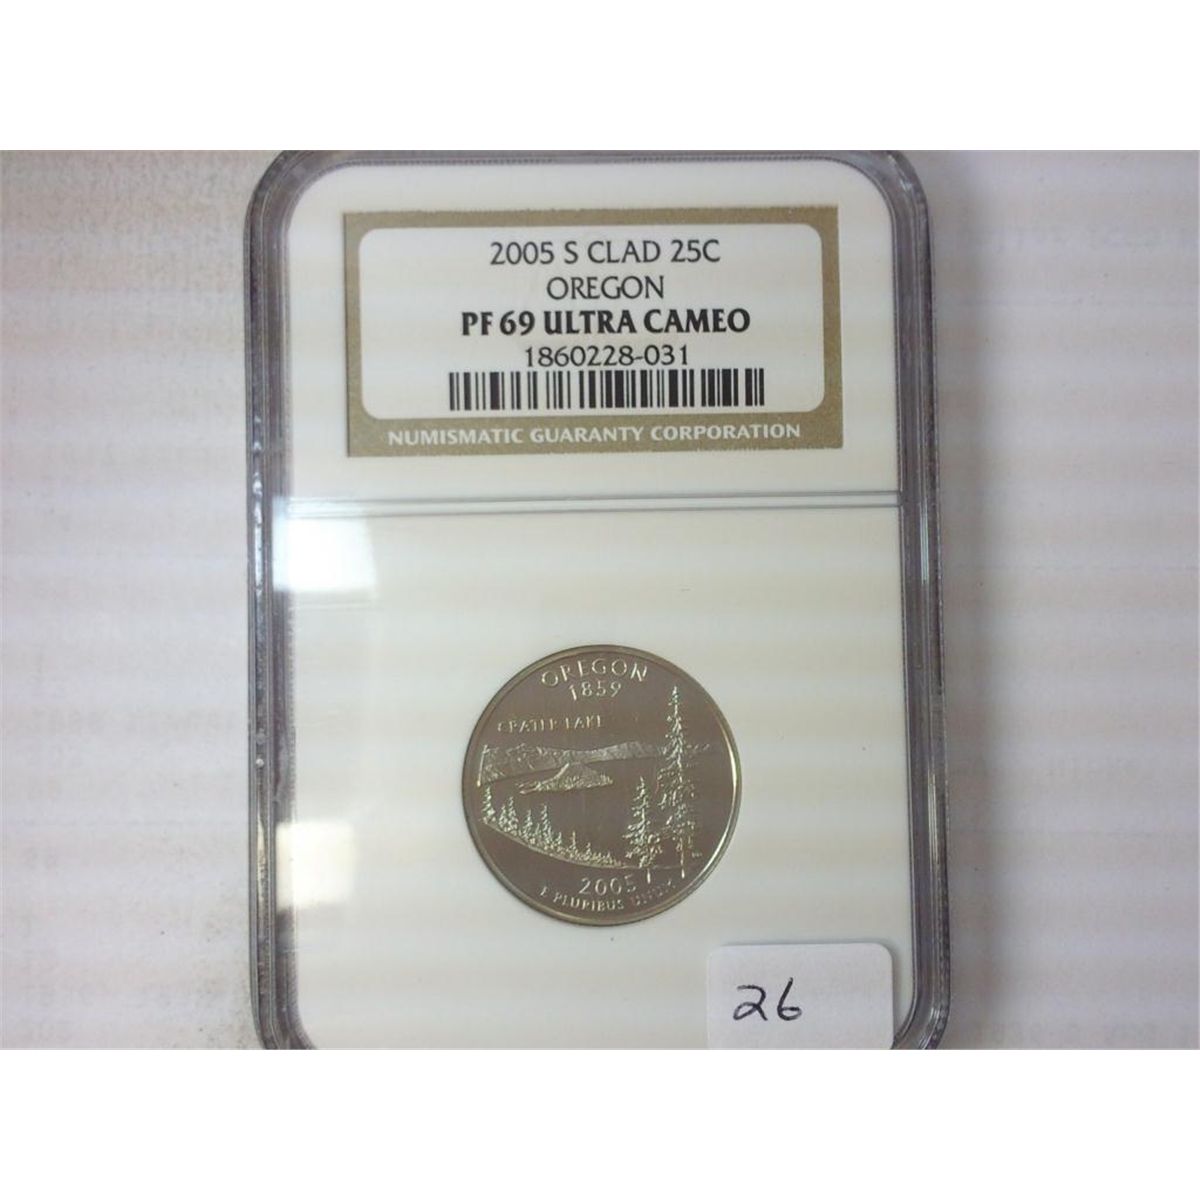 2005 S CLAD 25C
OREGON
PF 69 ULTRA CAMEO
1860228-031
NUMISMATIC GUARANTY CORPORATION
OREGON
1859
CRATER LAKE
2005
E PLURIBUS UNUM
26